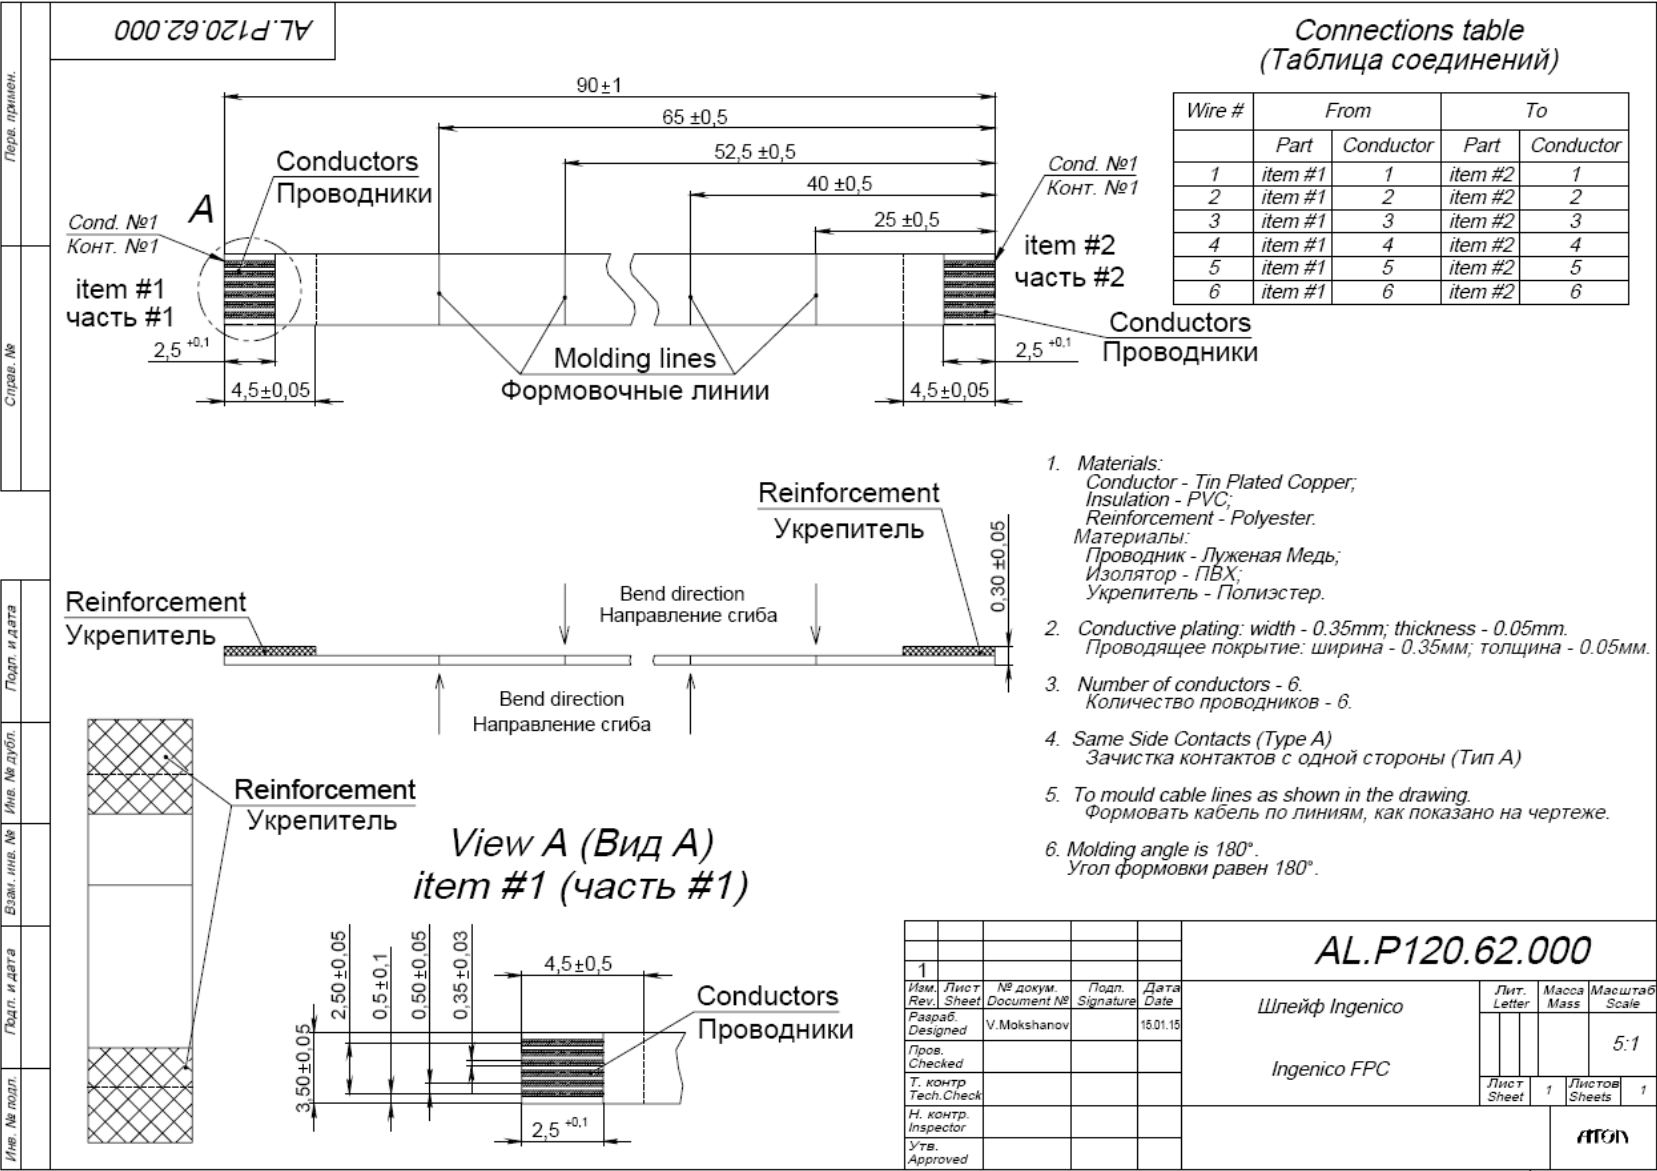 AL.P120.62.000
Перв. примен.
Справ. №
Подп. и дата
Инв. № дубл.
Взам. инв. №
Подп. и дата
Инв. № подл.
90±1
65 ±0,5
52,5 ±0,5
40 ±0,5
25 ±0,5
Conductors
Проводники
A
Cond. №1
Конт. №1
item #1
часть #1
Cond. №1
Конт. №1
item #2
часть #2
Conductors
Проводники
2,5 +0.1
4,5±0,05
Molding lines
Формовочные линии
2,5 +0.1
4,5±0,05
Connections table
(Таблица соединений)
Wire # From To
Part Conductor Part Conductor
1 item #1 1 item #2 1
2 item #1 2 item #2 2
3 item #1 3 item #2 3
4 item #1 4 item #2 4
5 item #1 5 item #2 5
6 item #1 6 item #2 6
Reinforcement
Укрепитель
0,30 ±0,05
Reinforcement
Укрепитель
Bend direction
Направление сгиба
Bend direction
Направление сгиба
Reinforcement
Укрепитель
1. Materials:
Conductor - Tin Plated Copper;
Insulation - PVC;
Reinforcement - Polyester.
Материалы:
Проводник - Луженая Медь;
Изолятор - ПВХ;
Укрепитель - Полиэстер.
2. Conductive plating: width - 0.35mm; thickness - 0.05mm.
Проводящее покрытие: ширина - 0.35мм; толщина - 0.05мм.
3. Number of conductors - 6.
Количество проводников - 6.
4. Same Side Contacts (Type A)
Зачистка контактов с одной стороны (Тип А)
5. To mould cable lines as shown in the drawing.
Формовать кабель по линиям, как показано на чертеже.
6. Molding angle is 180°.
Угол формовки равен 180°.
View A (Вид А)
item #1 (часть #1)
3,50±0,05
2,50±0,05
0,5±0,1
0,50±0,05
0,35±0,03
4,5±0,5
Conductors
Проводники
2,5 +0,1
1
Изм. Лист № докум. Подп. Дата
Rev. Sheet Document № Signature Date
Разраб.
Designed V.Mokshanov 15.01.15
Пров.
Checked
Т. контр
Tech.Check
Н. контр.
Inspector
Утв.
Approved
AL.P120.62.000
Шлейф Ingenico
Ingenico FPC
Лит. Масса Масштаб
Letter Mass Scale
5:1
Лист 1 Листов 1
Sheet Sheets
ATOЛ